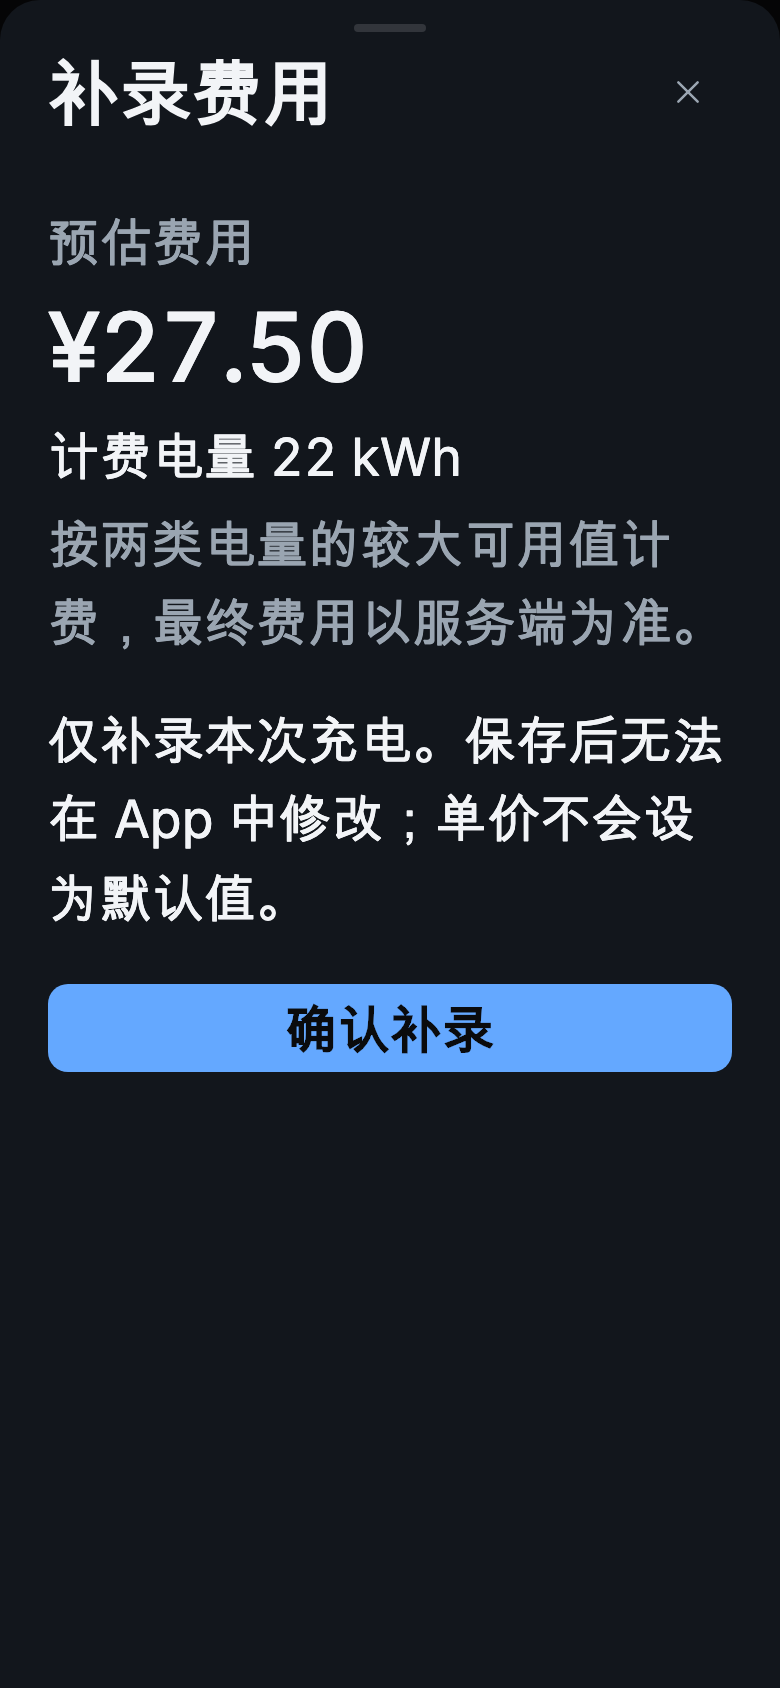 补录费用
预估费用
¥27.50
计费电量 22 kWh
按两类电量的较大可用值计
费，最终费用以服务端为准。
仅补录本次充电。保存后无法
在 App 中修改；单价不会设
为默认值。
确认补录